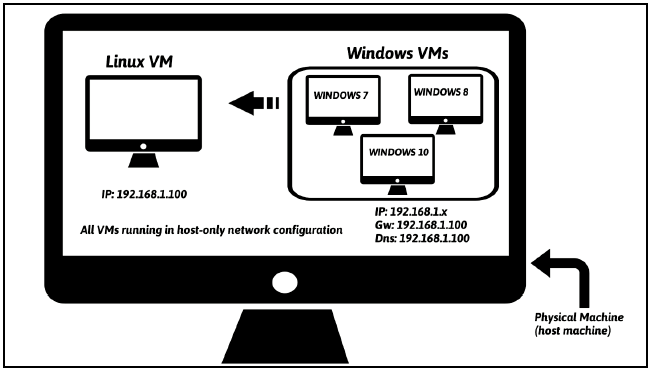 Linux VM
Windows VMs
WINDOWS 7
WINDOWS 8
WINDOWS 10
IP: 192.168.1.100
IP: 192.168.1.x
Gw: 192.168.1.100
Dns: 192.168.1.100
All VMs running in host-only network configuration
Physical Machine
(host machine)